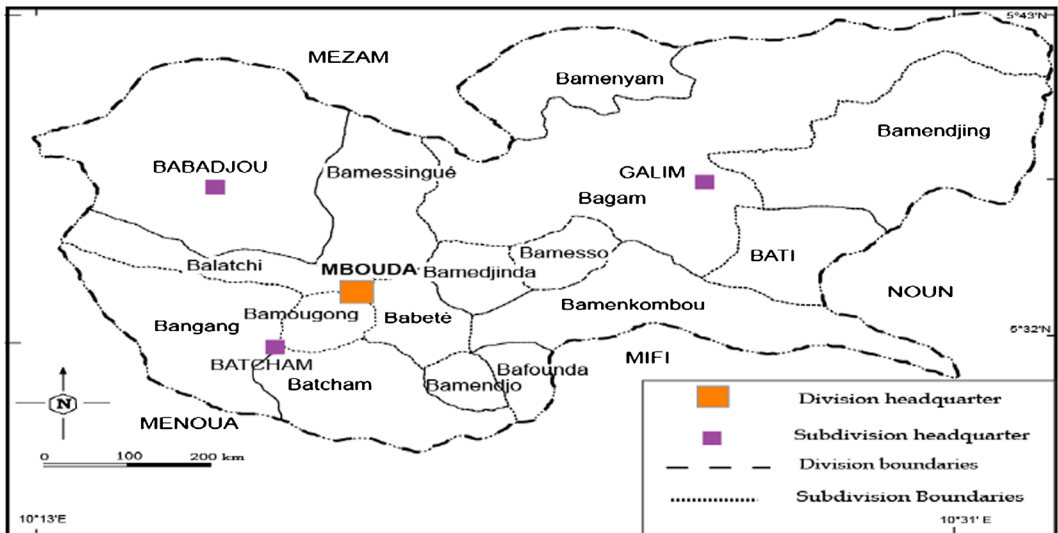 5°43'N
MEZAM
Bamenyam
Bamendjing
BABADJOU
Bamessingué
GALIM
Bagam
Balatchi
MBOUDA
Bamedjinda
Bamesso
BATI
NOUN
Bangang
Bamougong
Babeté
Bamenkombou
5°32'N
BATCHAM
Batcham
Bamendjo
Bafounda
MIFI
MENOUA
N
0 100 200 km
Division headquarter
Subdivision headquarter
Division boundaries
Subdivision Boundaries
10°13'E
10°31' E